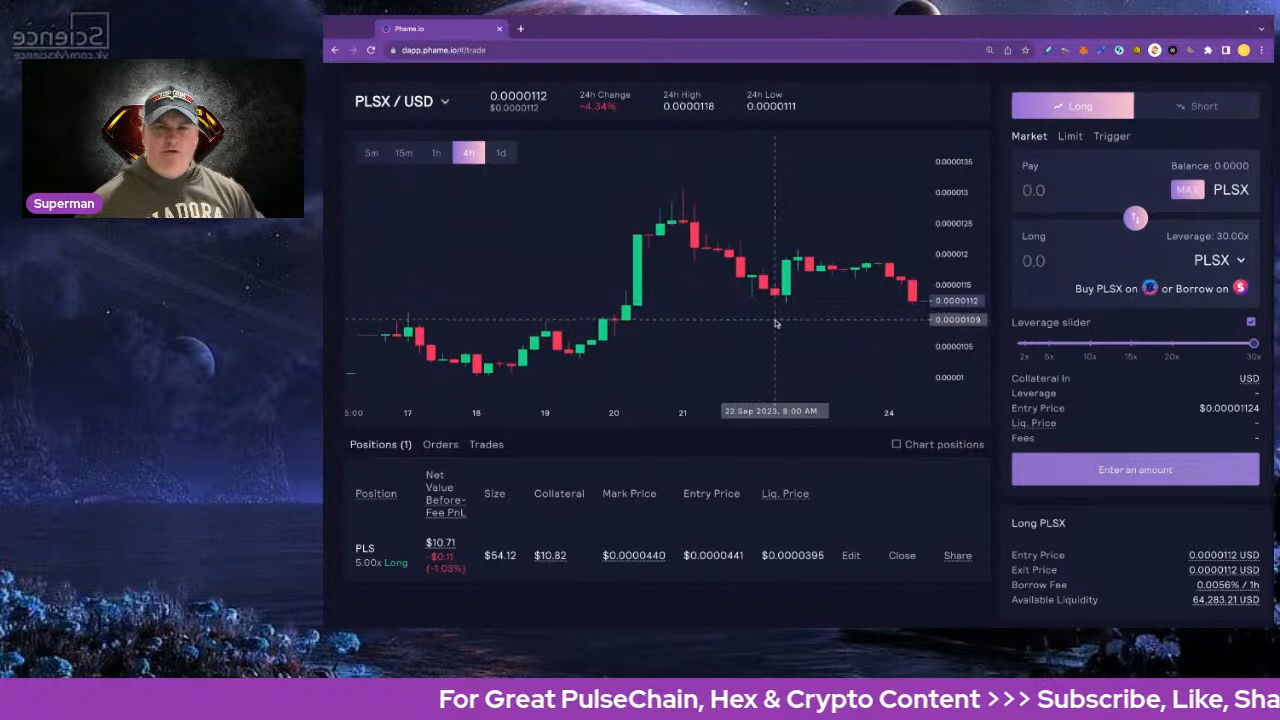 Science
vk.com/vkscience
Superman
Phame.io
dapp.phame.io/#/trade
PLSX / USD
0.0000112
$0.0000112
24h Change
-4.34%
24h High
0.0000118
24h Low
0.0000111
5m 15m 1h 4h 1d
0.0000135
0.000013
0.0000125
0.000012
0.0000115
0.0000112
0.0000109
0.0000105
0.00001
5:00 17 18 19 20 21 22 Sep 2023, 8:00 AM 24
Positions (1) Orders Trades
Chart positions
Position
Net
Value
Before-
Fee PnL
Size
Collateral
Mark Price
Entry Price
Liq. Price
PLS
5.00x Long
$10.71
-$0.11
(-1.03%)
$54.12
$10.82
$0.0000440
$0.0000441
$0.0000395
Edit
Close
Share
Long
Short
Market Limit Trigger
Pay
Balance: 0.0000
0.0
MAX PLSX
Long
Leverage: 30.00x
0.0
PLSX
Buy PLSX on or Borrow on
Leverage slider
2x 5x 10x 15x 20x 30x
Collateral In USD
Leverage -
Entry Price $0.00001124
Liq. Price -
Fees -
Enter an amount
Long PLSX
Entry Price 0.0000112 USD
Exit Price 0.0000112 USD
Borrow Fee 0.0056% / 1h
Available Liquidity 64,283.21 USD
For Great PulseChain, Hex & Crypto Content >>> Subscribe, Like, Sha